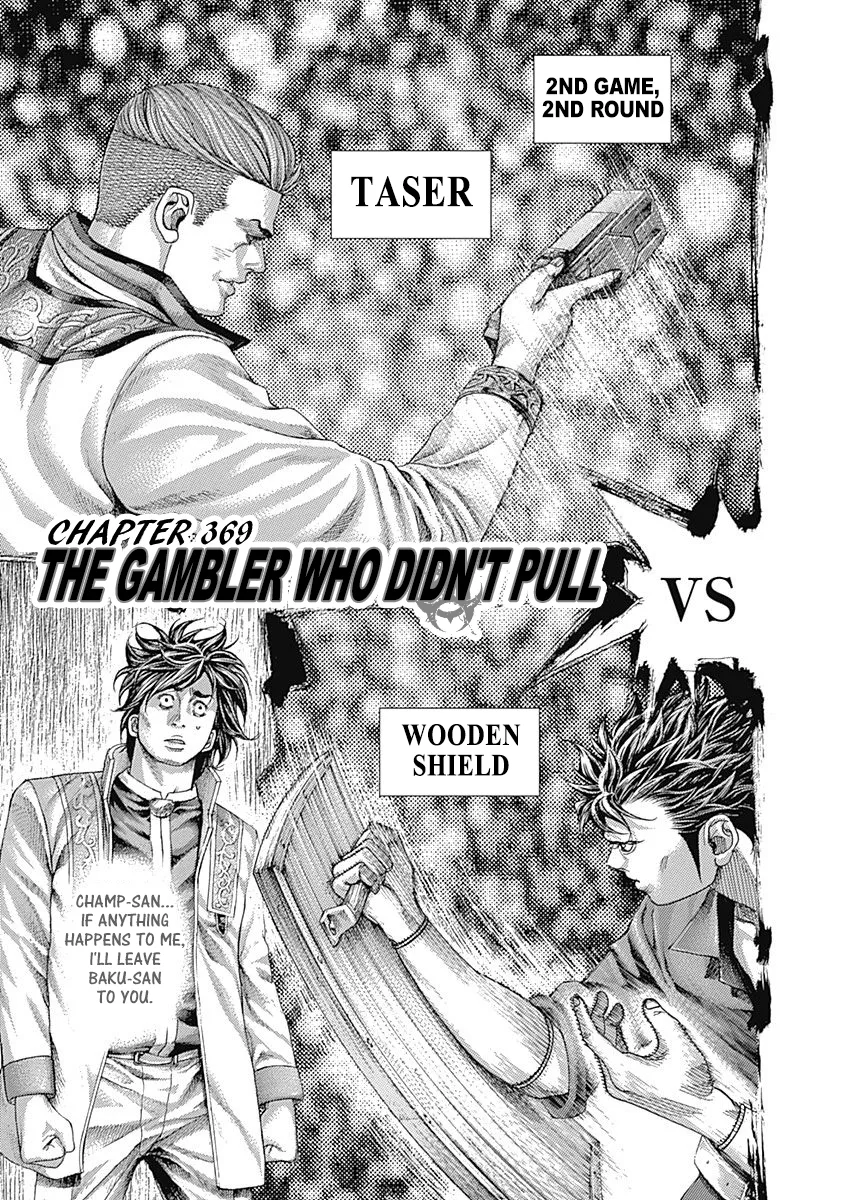 2ND GAME,
2ND ROUND
TASER
CHAPTER 369
THE GAMBLER WHO DIDN'T PULL
VS
WOODEN
SHIELD
CHAMP-SAN...
IF ANYTHING
HAPPENS TO ME,
I'LL LEAVE
BAKU-SAN
TO YOU.